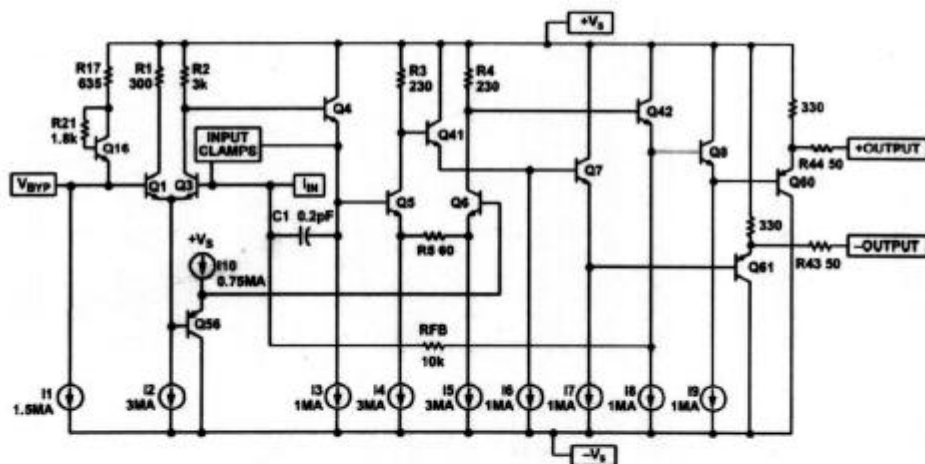 +VS
R17
635
R1
300
R2
3k
R3
230
R4
230
330
R21
1.8k
Q16
Q4
Q41
Q42
Q8
INPUT
CLAMPS
R44 50
+OUTPUT
VBYP
Q1
Q3
IIN
Q7
Q60
C1 0.2pF
Q5
Q6
330
+VS
R5 60
-OUTPUT
I10
0.75MA
Q61
R43 50
Q56
RFB
10k
I1
1.5MA
I2
3MA
I3
1MA
I4
3MA
I5
3MA
I6
1MA
I7
1MA
I8
1MA
I9
1MA
-VS